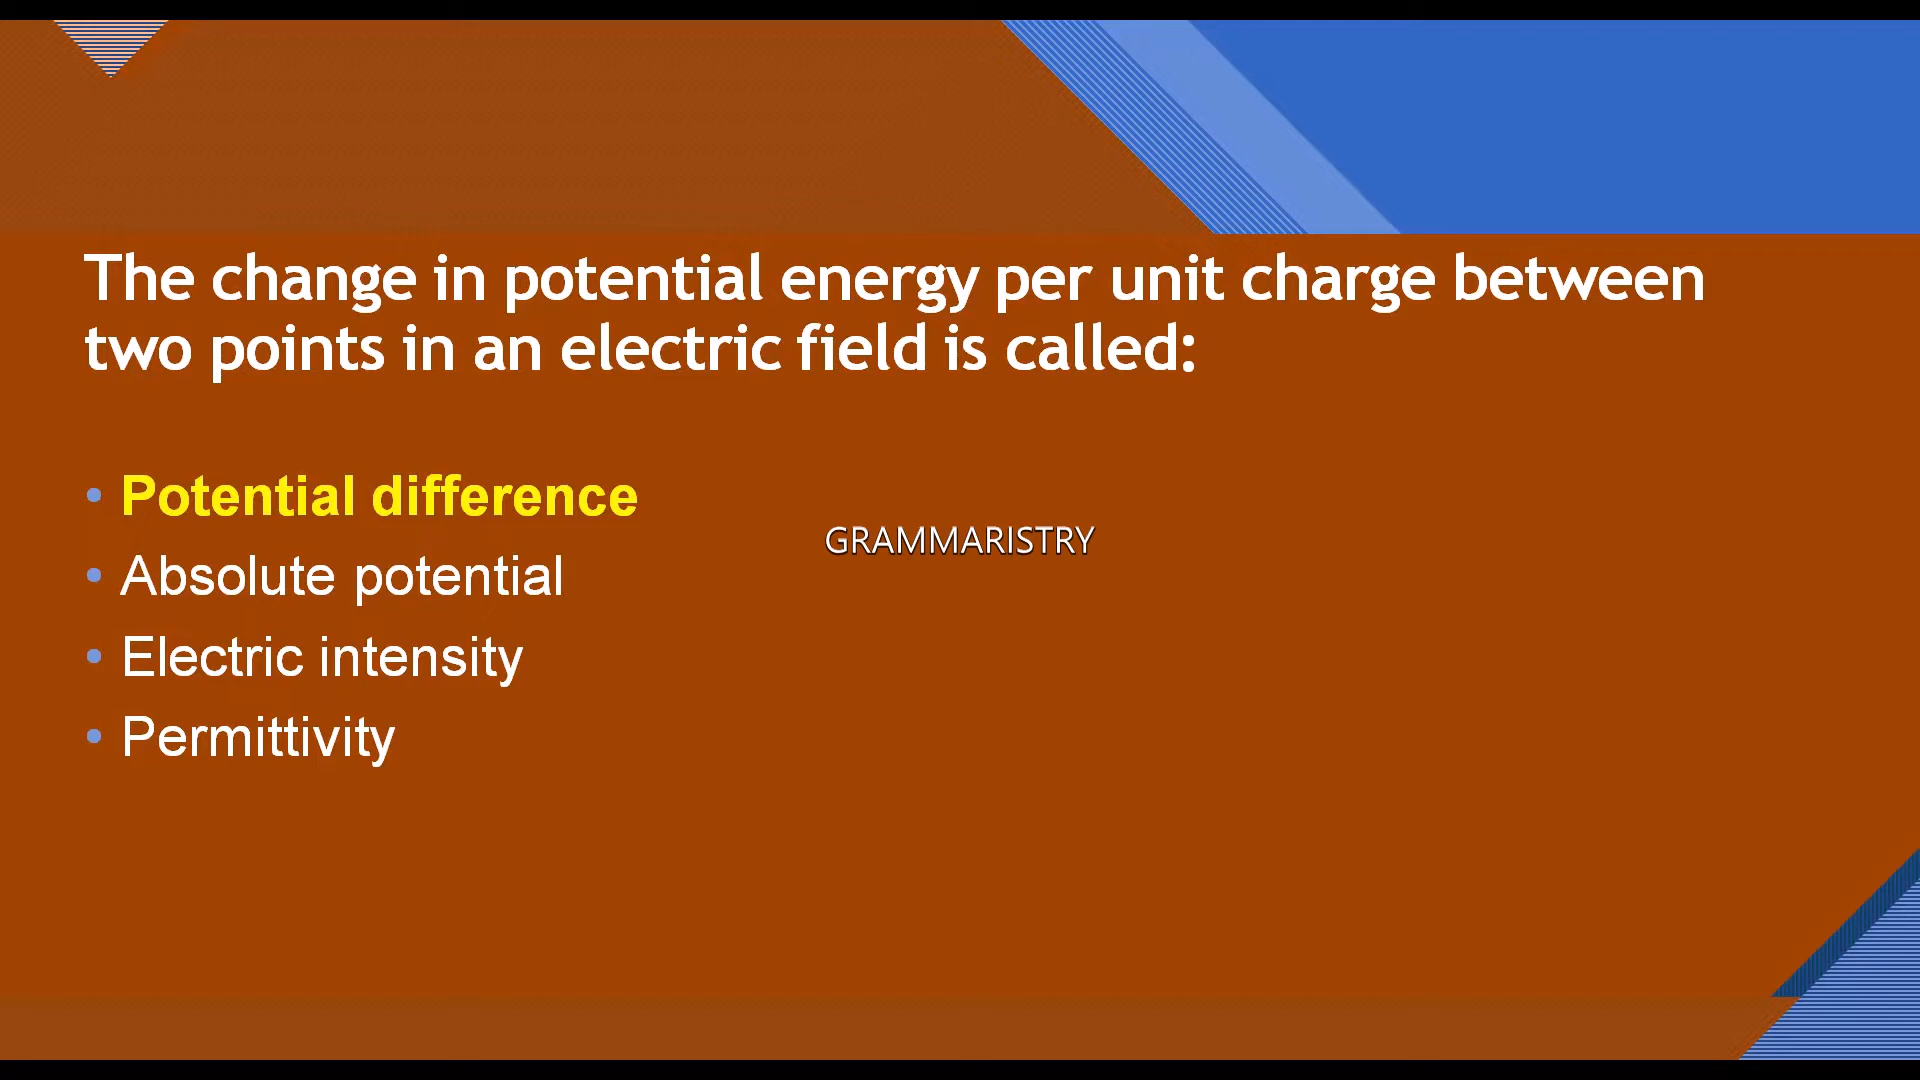 The change in potential energy per unit charge between
two points in an electric field is called:
• Potential difference
GRAMMARISTRY
• Absolute potential
• Electric intensity
• Permittivity